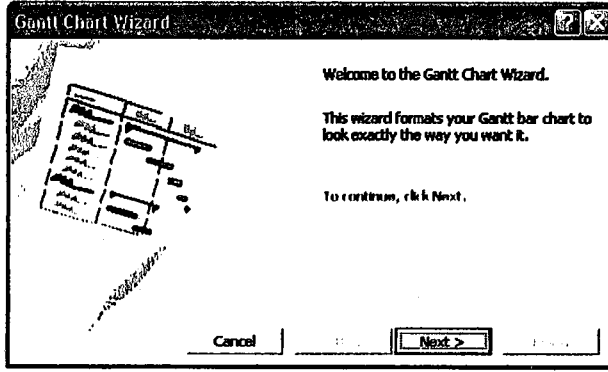 Gantt Chart Wizard
Welcome to the Gantt Chart Wizard.
This wizard formats your Gantt bar chart to
look exactly the way you want it.
To continue, click Next.
Cancel
Next >